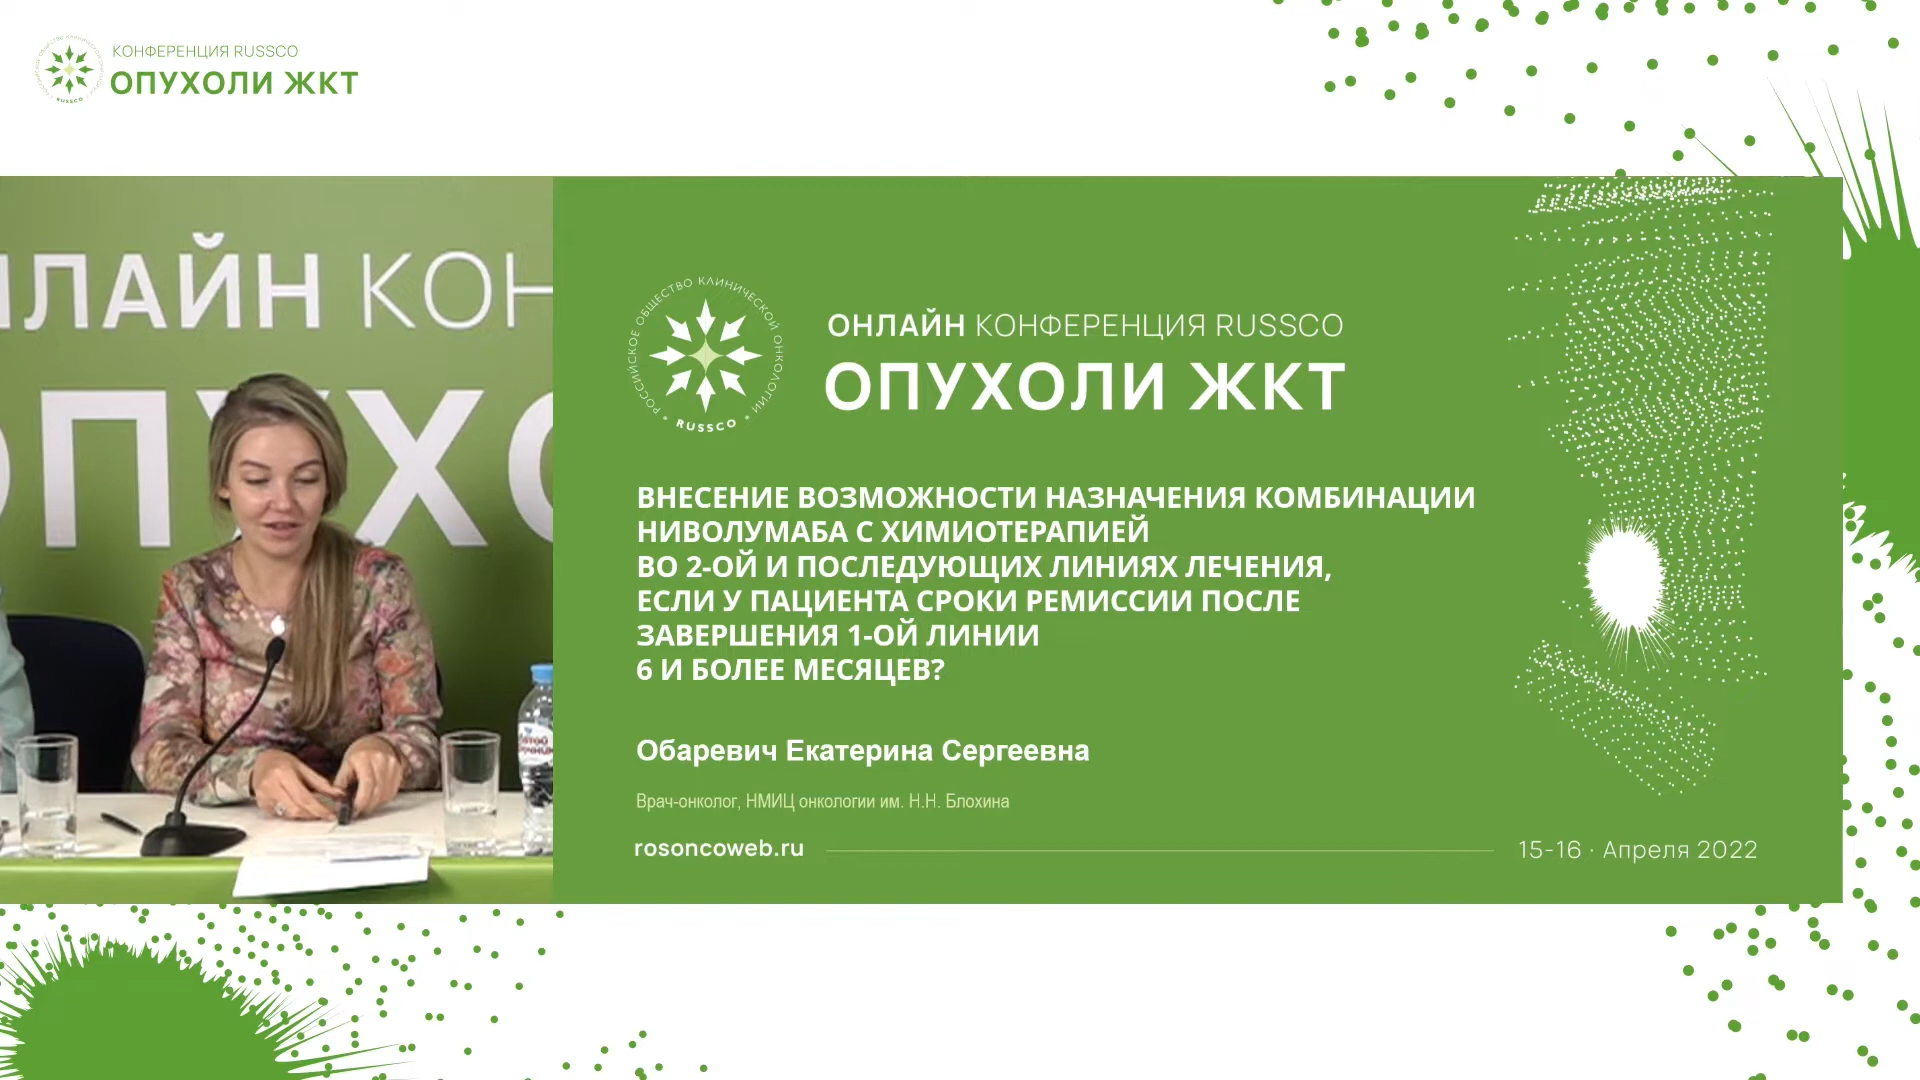 КОНФЕРЕНЦИЯ RUSSCO
ОПУХОЛИ ЖКТ
RUSSCO
ЛАЙН КОН
ПУХО
РОССИЙСКОЕ ОБЩЕСТВО КЛИНИЧЕСКОЙ ОНКОЛОГИИ
RUSSCO
ОНЛАЙН КОНФЕРЕНЦИЯ RUSSCO
ОПУХОЛИ ЖКТ
ВНЕСЕНИЕ ВОЗМОЖНОСТИ НАЗНАЧЕНИЯ КОМБИНАЦИИ
НИВОЛУМАБА С ХИМИОТЕРАПИЕЙ
ВО 2-ОЙ И ПОСЛЕДУЮЩИХ ЛИНИЯХ ЛЕЧЕНИЯ,
ЕСЛИ У ПАЦИЕНТА СРОКИ РЕМИССИИ ПОСЛЕ
ЗАВЕРШЕНИЯ 1-ОЙ ЛИНИИ
6 И БОЛЕЕ МЕСЯЦЕВ?
Обаревич Екатерина Сергеевна
Врач-онколог, НМИЦ онкологии им. Н.Н. Блохина
rosoncoweb.ru
15-16 · Апреля 2022